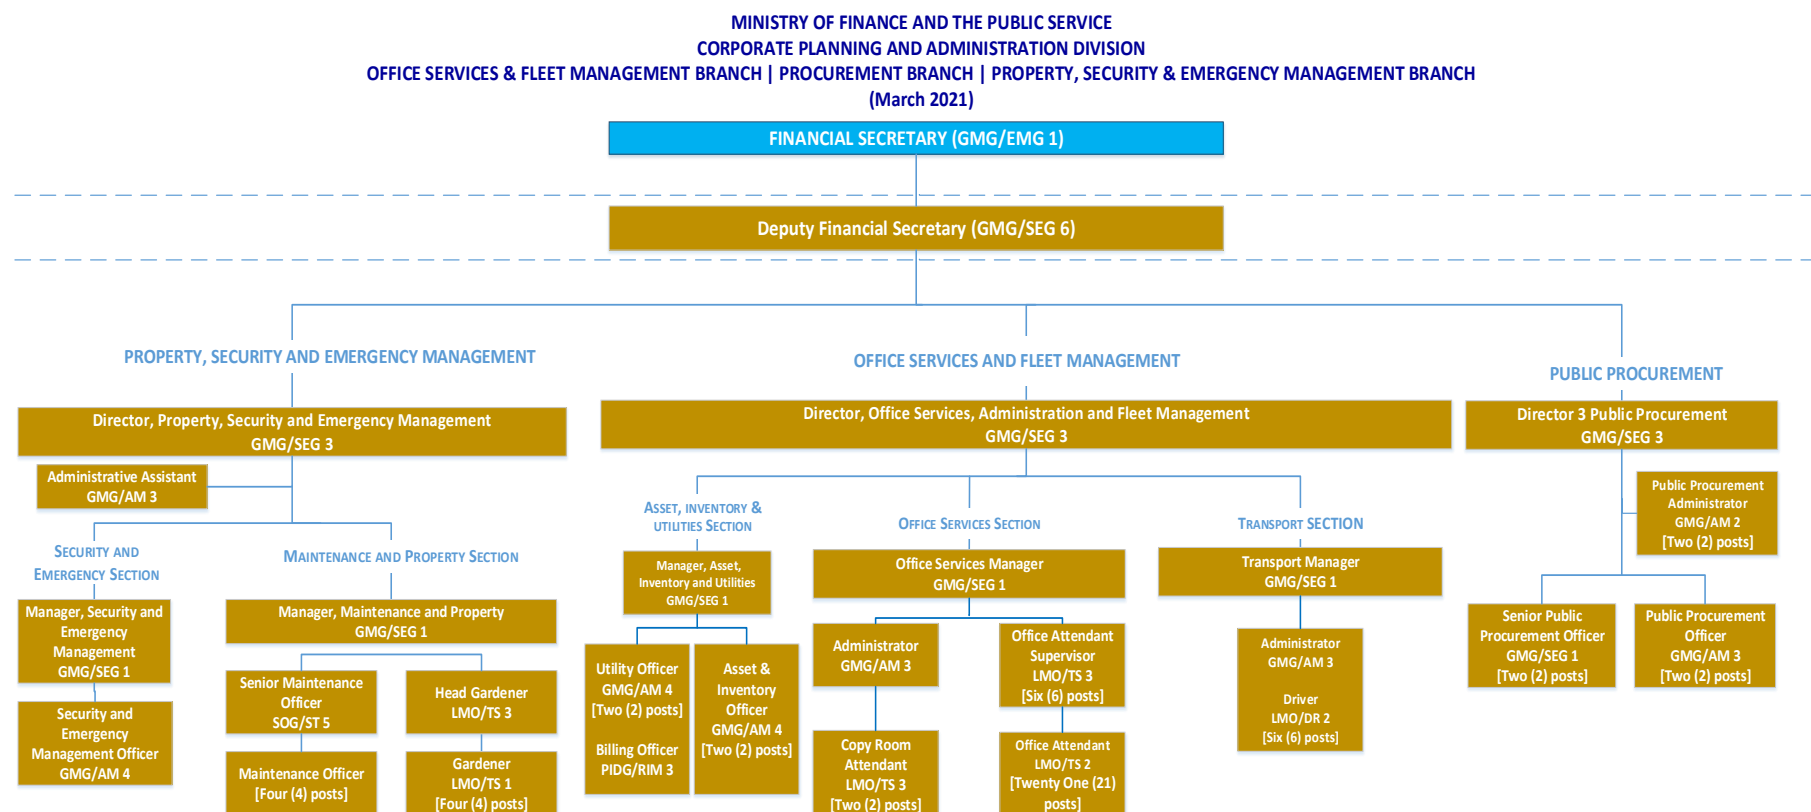 MINISTRY OF FINANCE AND THE PUBLIC SERVICE
CORPORATE PLANNING AND ADMINISTRATION DIVISION
OFFICE SERVICES & FLEET MANAGEMENT BRANCH | PROCUREMENT BRANCH | PROPERTY, SECURITY & EMERGENCY MANAGEMENT BRANCH
(March 2021)
FINANCIAL SECRETARY (GMG/EMG 1)
Deputy Financial Secretary (GMG/SEG 6)
PROPERTY, SECURITY AND EMERGENCY MANAGEMENT
Director, Property, Security and Emergency Management
GMG/SEG 3
Administrative Assistant
GMG/AM 3
SECURITY AND
EMERGENCY SECTION
Manager, Security and
Emergency
Management
GMG/SEG 1
Security and
Emergency
Management Officer
GMG/AM 4
MAINTENANCE AND PROPERTY SECTION
Manager, Maintenance and Property
GMG/SEG 1
Senior Maintenance
Officer
SOG/ST 5
Maintenance Officer
[Four (4) posts]
Head Gardener
LMO/TS 3
Gardener
LMO/TS 1
[Four (4) posts]
OFFICE SERVICES AND FLEET MANAGEMENT
Director, Office Services, Administration and Fleet Management
GMG/SEG 3
ASSET, INVENTORY &
UTILITIES SECTION
Manager, Asset,
Inventory and Utilities
GMG/SEG 1
Utility Officer
GMG/AM 4
[Two (2) posts]
Billing Officer
PIDG/RIM 3
Asset &
Inventory
Officer
GMG/AM 4
[Two (2) posts]
OFFICE SERVICES SECTION
Office Services Manager
GMG/SEG 1
Administrator
GMG/AM 3
Copy Room
Attendant
LMO/TS 3
[Two (2) posts]
Office Attendant
Supervisor
LMO/TS 3
[Six (6) posts]
Office Attendant
LMO/TS 2
[Twenty One (21)
posts]
TRANSPORT SECTION
Transport Manager
GMG/SEG 1
Administrator
GMG/AM 3
Driver
LMO/DR 2
[Six (6) posts]
PUBLIC PROCUREMENT
Director 3 Public Procurement
GMG/SEG 3
Public Procurement
Administrator
GMG/AM 2
[Two (2) posts]
Senior Public
Procurement Officer
GMG/SEG 1
[Two (2) posts]
Public Procurement
Officer
GMG/AM 3
[Two (2) posts]